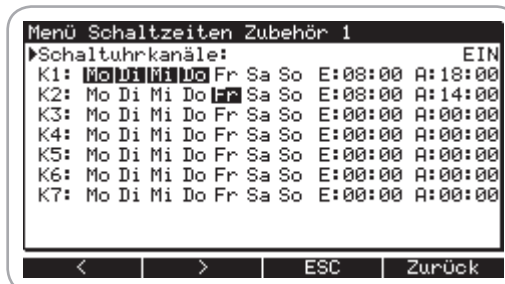 Menü Schaltzeiten Zubehör 1
▶Schaltuhrkanäle: EIN
K1: Mo Di Mi Do Fr Sa So E:08:00 A:18:00
K2: Mo Di Mi Do Fr Sa So E:08:00 A:14:00
K3: Mo Di Mi Do Fr Sa So E:00:00 A:00:00
K4: Mo Di Mi Do Fr Sa So E:00:00 A:00:00
K5: Mo Di Mi Do Fr Sa So E:00:00 A:00:00
K6: Mo Di Mi Do Fr Sa So E:00:00 A:00:00
K7: Mo Di Mi Do Fr Sa So E:00:00 A:00:00
< > ESC Zurück